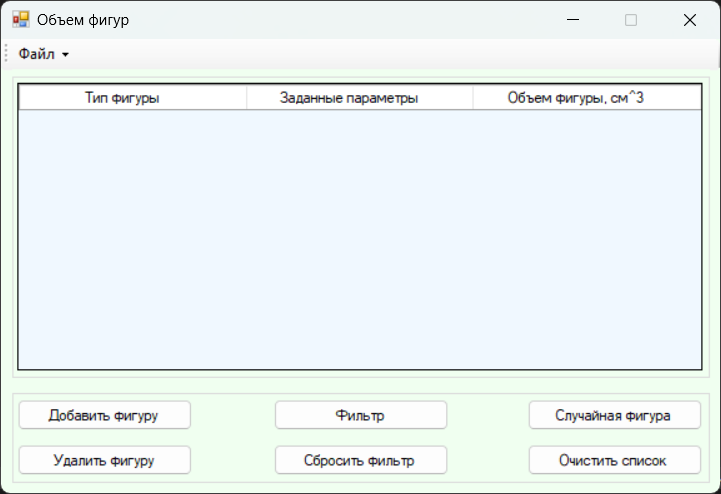 Объем фигур
Файл
Тип фигуры Заданные параметры Объем фигуры, см^3
Добавить фигуру Фильтр Случайная фигура
Удалить фигуру Сбросить фильтр Очистить список